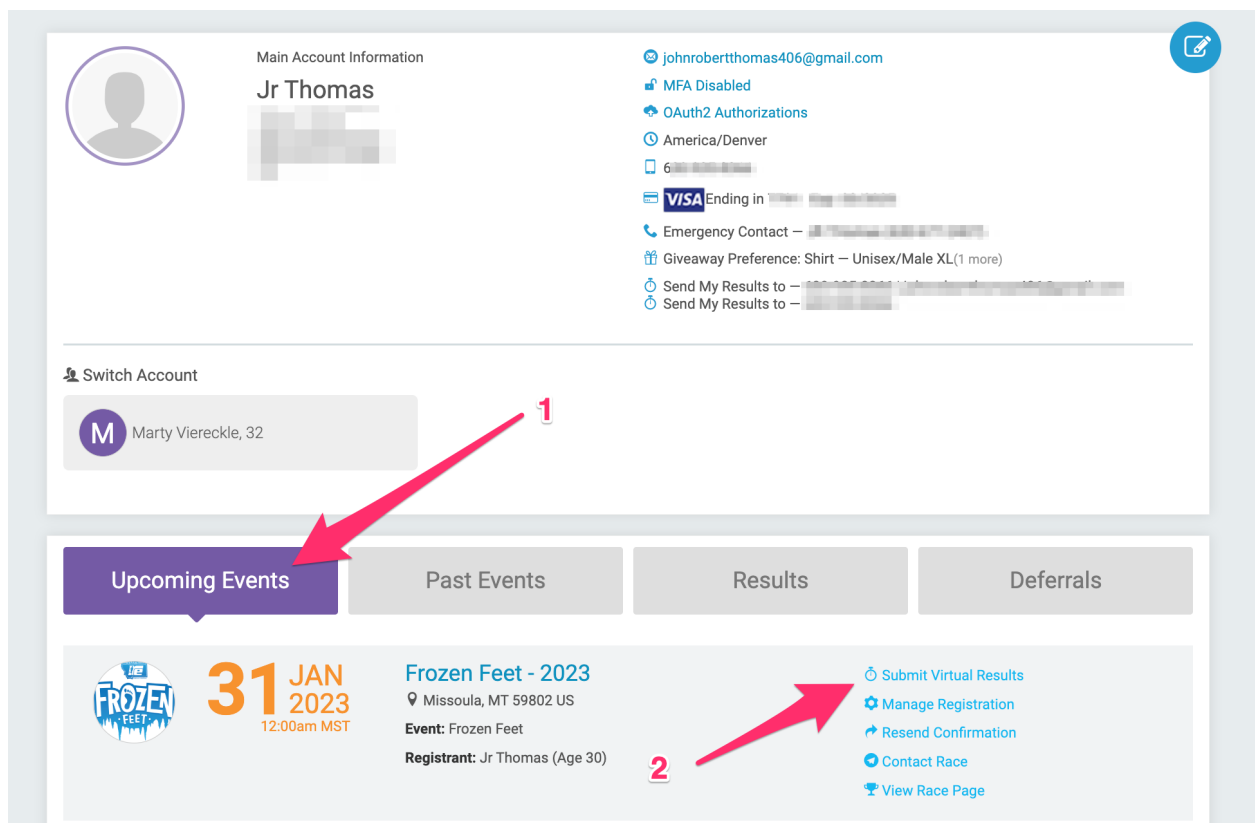 Main Account Information
Jr Thomas
johnrobertthomas406@gmail.com
MFA Disabled
OAuth2 Authorizations
America/Denver
6
VISA Ending in
Emergency Contact –
Giveaway Preference: Shirt – Unisex/Male XL(1 more)
Send My Results to –
Send My Results to –
Switch Account
M Marty Viereckle, 32
1
Upcoming Events
Past Events
Results
Deferrals
FROZEN
FEET
31 JAN
2023
12:00am MST
Frozen Feet - 2023
Missoula, MT 59802 US
Event: Frozen Feet
Registrant: Jr Thomas (Age 30)
2
Submit Virtual Results
Manage Registration
Resend Confirmation
Contact Race
View Race Page